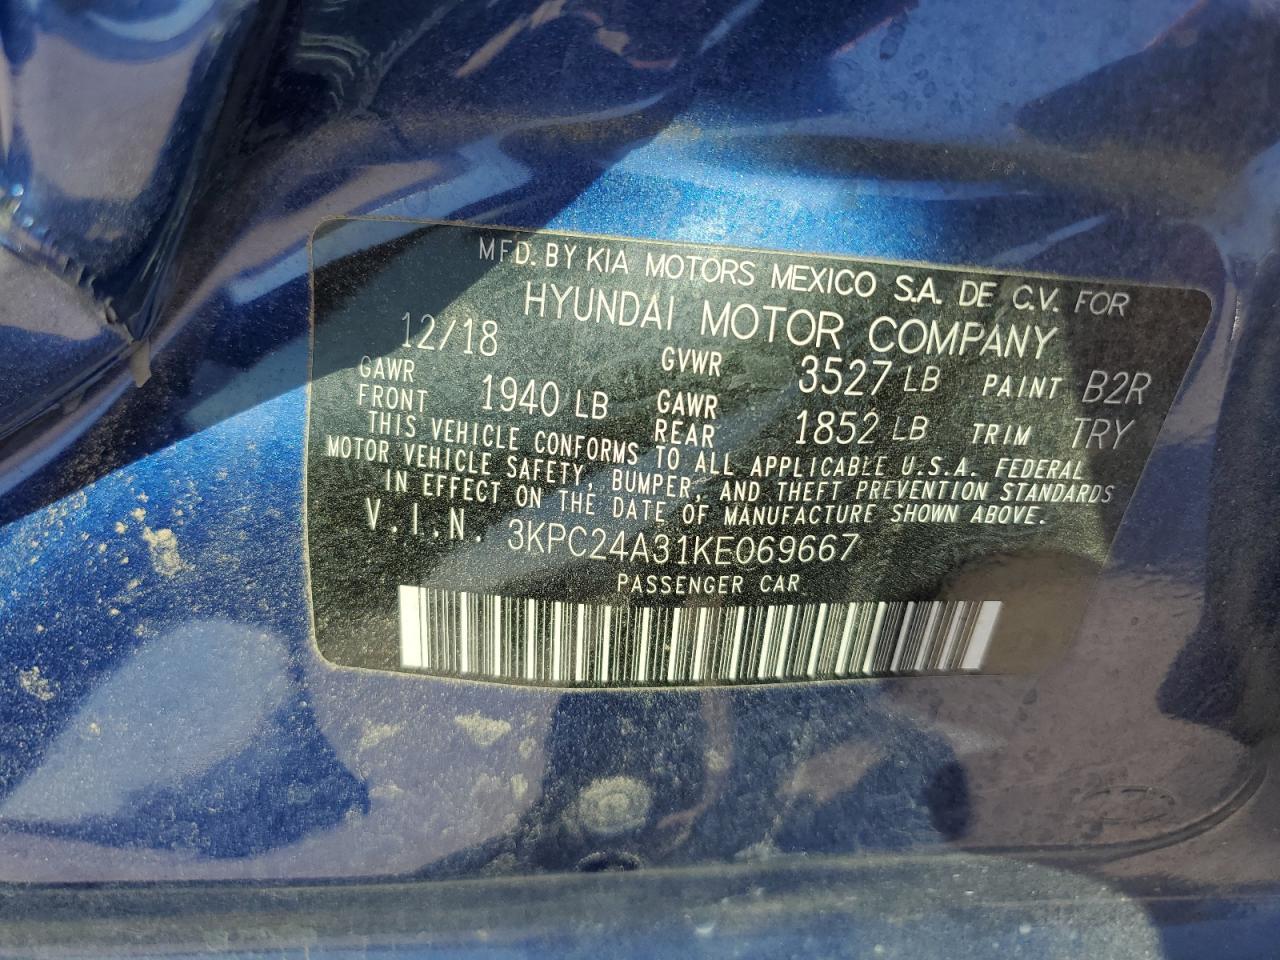 MFD. BY KIA MOTORS MEXICO S.A. DE C.V. FOR
HYUNDAI MOTOR COMPANY
12/18 GVWR 3527 LB PAINT B2R
GAWR FRONT 1940 LB GAWR REAR 1852 LB TRIM TRY
THIS VEHICLE CONFORMS TO ALL APPLICABLE U.S.A. FEDERAL
MOTOR VEHICLE SAFETY, BUMPER, AND THEFT PREVENTION STANDARDS
IN EFFECT ON THE DATE OF MANUFACTURE SHOWN ABOVE.
V.I.N. 3KPC24A31KE069667
PASSENGER CAR